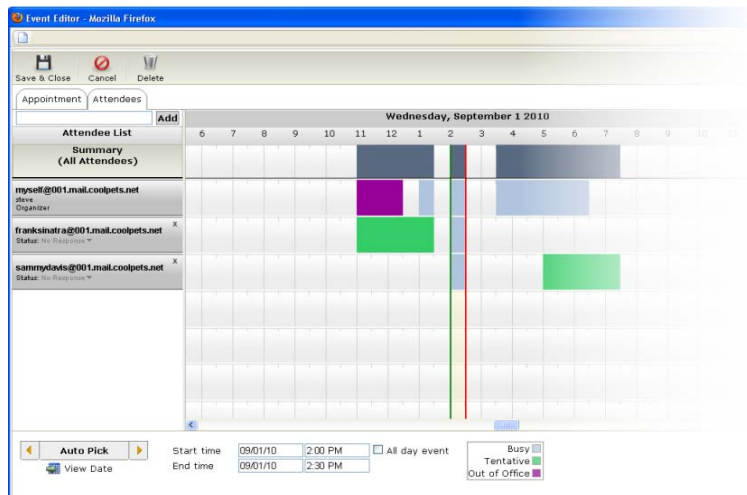 Event Editor - Mozilla Firefox
Save & Close Cancel Delete
Appointment Attendees
Add
Wednesday, September 1 2010
Attendee List
6 7 8 9 10 11 12 1 2 3 4 5 6 7 8 9 10 11
Summary
(All Attendees)
myself@001.mail.coolpets.net
steve
Organizer
franksinatra@001.mail.coolpets.net x
Status: No Response
sammydavis@001.mail.coolpets.net x
Status: No Response
Auto Pick
View Date
Start time 09/01/10 2:00 PM All day event
End time 09/01/10 2:30 PM
Busy
Tentative
Out of Office